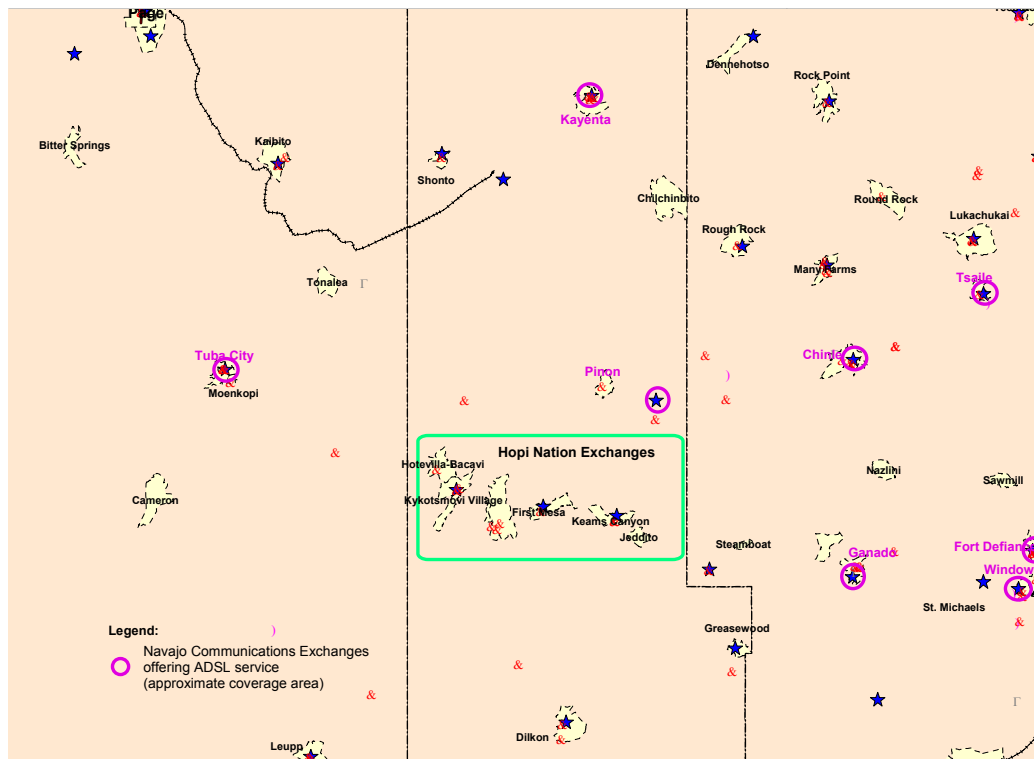 Page
Dennehotso
Rock Point
Kayenta
Bitter Springs
Kaibito
Shonto
Chilchinbito
Round Rock
Lukachukai
Rough Rock
Many Farms
Tsaile
Tonalea
Tuba City
Chinle
Pinon
Moenkopi
Hopi Nation Exchanges
Hotevilla-Bacavi
Kykotsmovi Village
First Mesa
Keams Canyon
Jeddito
Nazlini
Sawmill
Cameron
Steamboat
Ganado
Fort Defian
Window
St. Michaels
Greasewood
Legend:
Navajo Communications Exchanges
offering ADSL service
(approximate coverage area)
Dilkon
Leupp